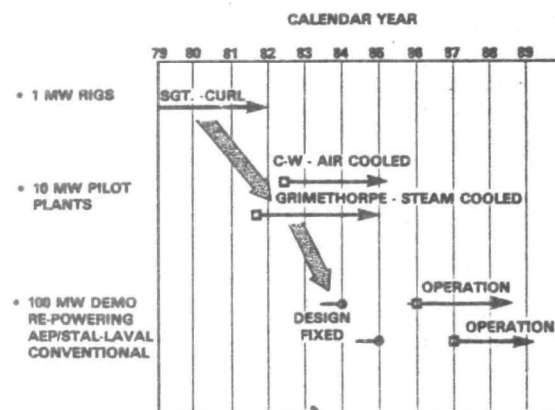 CALENDAR YEAR
79 80 81 82 83 84 85 86 87 88 89
• 1 MW RIGS
SGT. -CURL
C-W - AIR COOLED
• 10 MW PILOT
PLANTS
GRIMETHORPE - STEAM COOLED
• 100 MW DEMO
RE-POWERING
AEP/STAL-LAVAL
CONVENTIONAL
DESIGN
FIXED
OPERATION
OPERATION